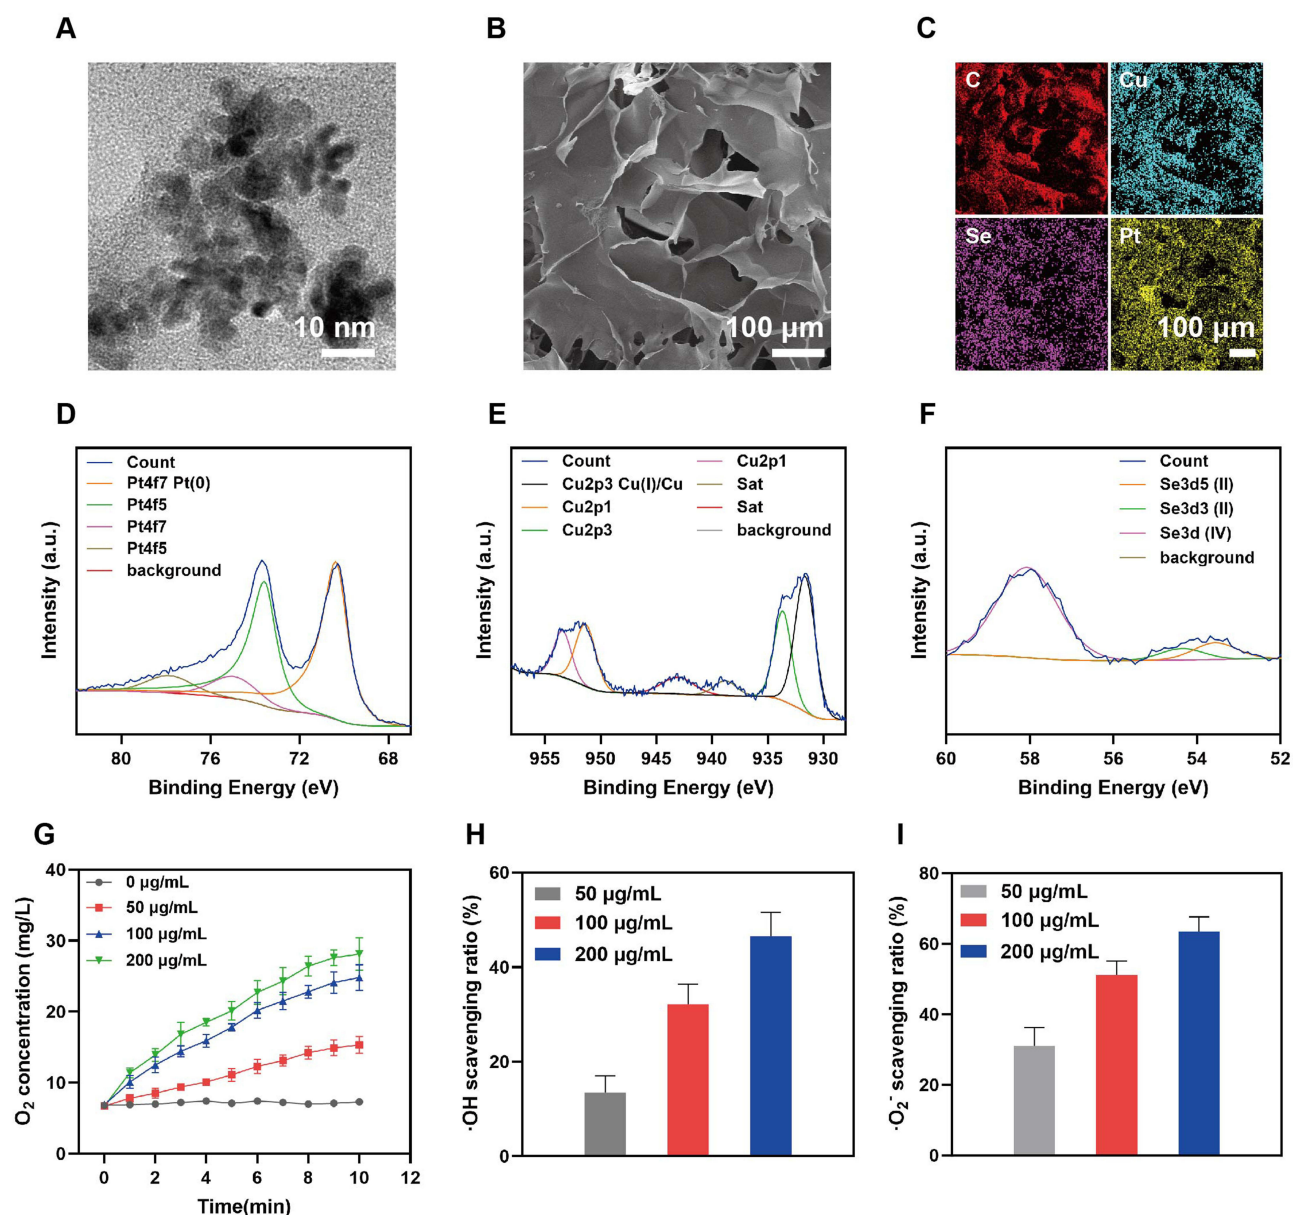 A
B
C
10 nm
100 µm
C
Cu
Se
Pt
100 µm
D
Count
Pt4f7 Pt(0)
Pt4f5
Pt4f7
Pt4f5
background
Intensity (a.u.)
80
76
72
68
Binding Energy (eV)
E
Count
Cu2p3 Cu(I)/Cu
Cu2p1
Cu2p3
Cu2p1
Sat
Sat
background
Intensity (a.u.)
955
950
945
940
935
930
Binding Energy (eV)
F
Count
Se3d5 (II)
Se3d3 (II)
Se3d (IV)
background
Intensity (a.u.)
60
58
56
54
52
Binding Energy (eV)
G
0 µg/mL
50 µg/mL
100 µg/mL
200 µg/mL
O₂ concentration (mg/L)
40
30
20
10
0
0
2
4
6
8
10
12
Time(min)
H
50 µg/mL
100 µg/mL
200 µg/mL
·OH scavenging ratio (%)
60
40
20
0
I
50 µg/mL
100 µg/mL
200 µg/mL
·O₂⁻ scavenging ratio (%)
80
60
40
20
0